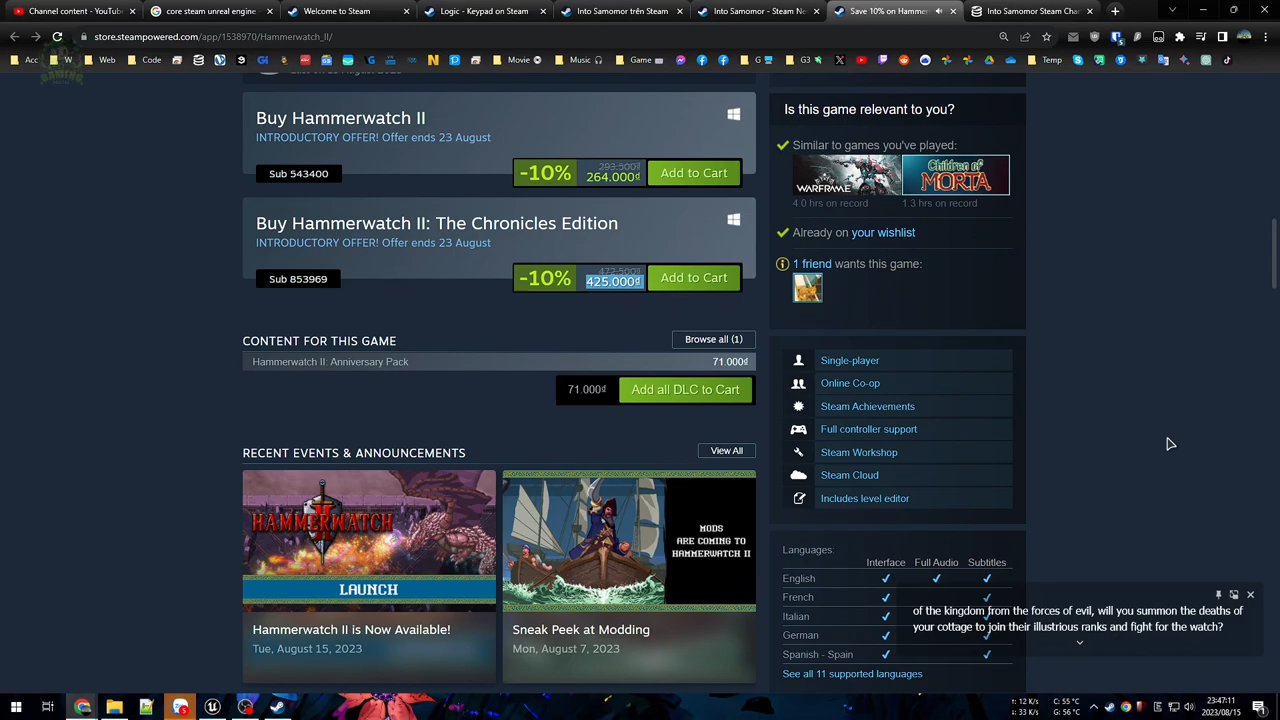 Channel content - YouTub
core steam unreal engine
Welcome to Steam
Logic - Keypad on Steam
Into Samomor trên Steam
Into Samomor - Steam Ne
Save 10% on Hammer
Into Samomor Steam Char
store.steampowered.com/app/1538970/Hammerwatch_II/
Acc
W
Web
Code
Movie
Music
Game
G3
Temp
GAMING
Buy Hammerwatch II
INTRODUCTORY OFFER! Offer ends 23 August
Sub 543400
-10%
293.500₫
264.000₫
Add to Cart
Buy Hammerwatch II: The Chronicles Edition
INTRODUCTORY OFFER! Offer ends 23 August
Sub 853969
-10%
472.500₫
425.000₫
Add to Cart
CONTENT FOR THIS GAME
Browse all (1)
Hammerwatch II: Anniversary Pack
71.000₫
71.000₫
Add all DLC to Cart
RECENT EVENTS & ANNOUNCEMENTS
View All
HAMMERWATCH
LAUNCH
Hammerwatch II is Now Available!
Tue, August 15, 2023
MODS
ARE COMING TO
HAMMERWATCH II
Sneak Peek at Modding
Mon, August 7, 2023
Is this game relevant to you?
Similar to games you've played:
WARFRAME
Children of
MORTA
4.0 hrs on record
1.3 hrs on record
Already on your wishlist
1 friend wants this game:
Single-player
Online Co-op
Steam Achievements
Full controller support
Steam Workshop
Steam Cloud
Includes level editor
Languages:
Interface Full Audio Subtitles
English
French
Italian
German
Spanish - Spain
See all 11 supported languages
of the kingdom from the forces of evil, will you summon the deaths of
your cottage to join their illustrious ranks and fight for the watch?
: 12 K/s
: 33 K/s
C: 55 °C
G: 56 °C
23:47:11
2023/08/15